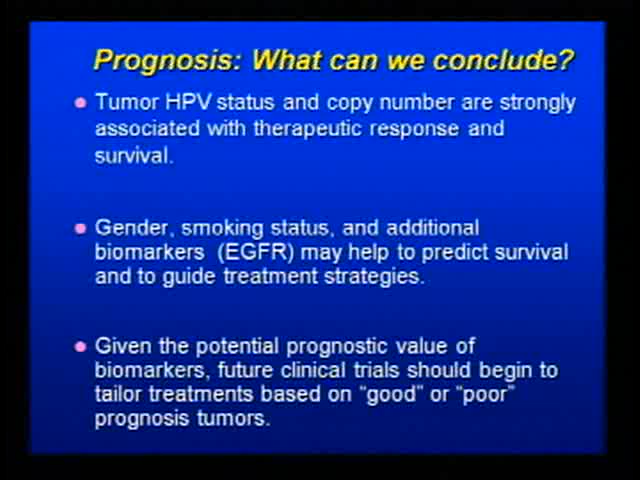 Prognosis: What can we conclude?
Tumor HPV status and copy number are strongly
associated with therapeutic response and
survival.
Gender, smoking status, and additional
biomarkers (EGFR) may help to predict survival
and to guide treatment strategies.
Given the potential prognostic value of
biomarkers, future clinical trials should begin to
tailor treatments based on “good” or “poor”
prognosis tumors.